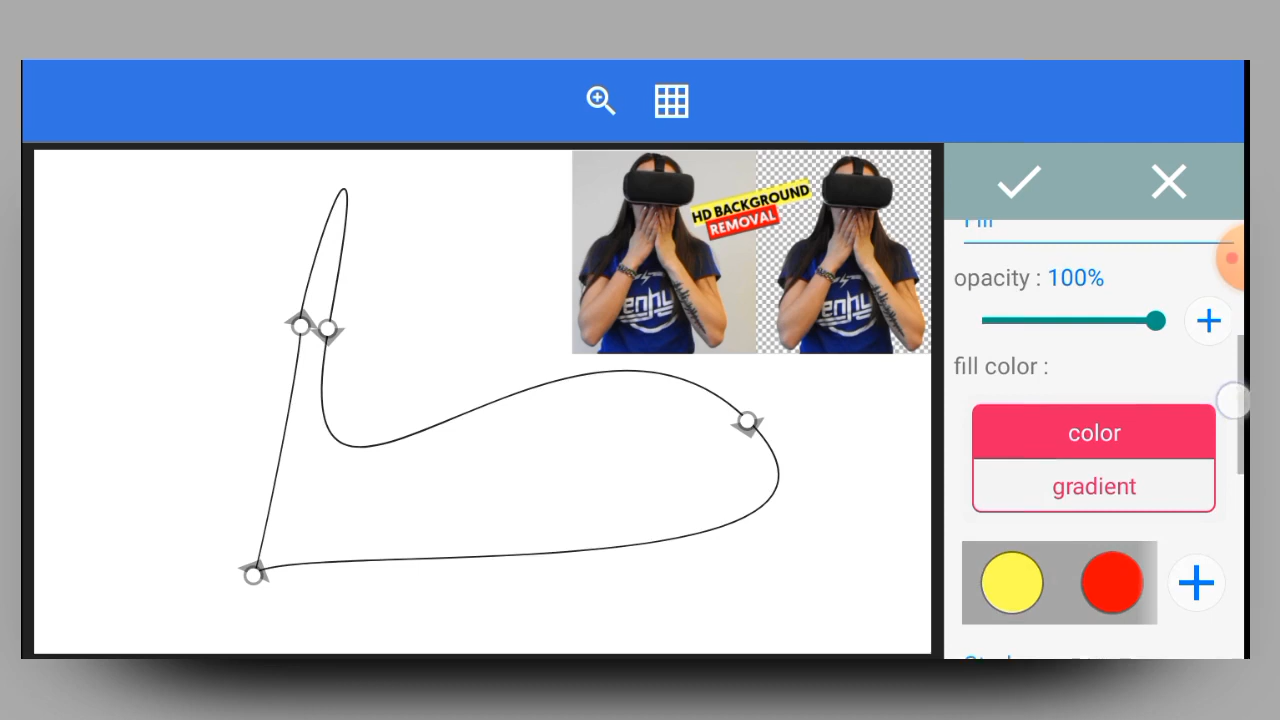 HD BACKGROUND
REMOVAL
opacity : 100%
fill color :
color
gradient